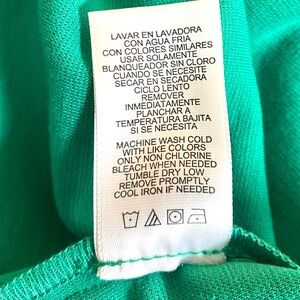 LAVAR EN LAVADORA
CON AGUA FRIA
CON COLORES SIMILARES
USAR SOLAMENTE
BLANQUEADOR SIN CLORO
CUANDO SE NECESITE
SECAR EN SECADORA
CICLO LENTO
REMOVER
INMEDIATAMENTE
PLANCHAR A
TEMPERATURA BAJITA
SI SE NECESITA
MACHINE WASH COLD
WITH LIKE COLORS
ONLY NON CHLORINE
BLEACH WHEN NEEDED
TUMBLE DRY LOW
REMOVE PROMPTLY
COOL IRON IF NEEDED